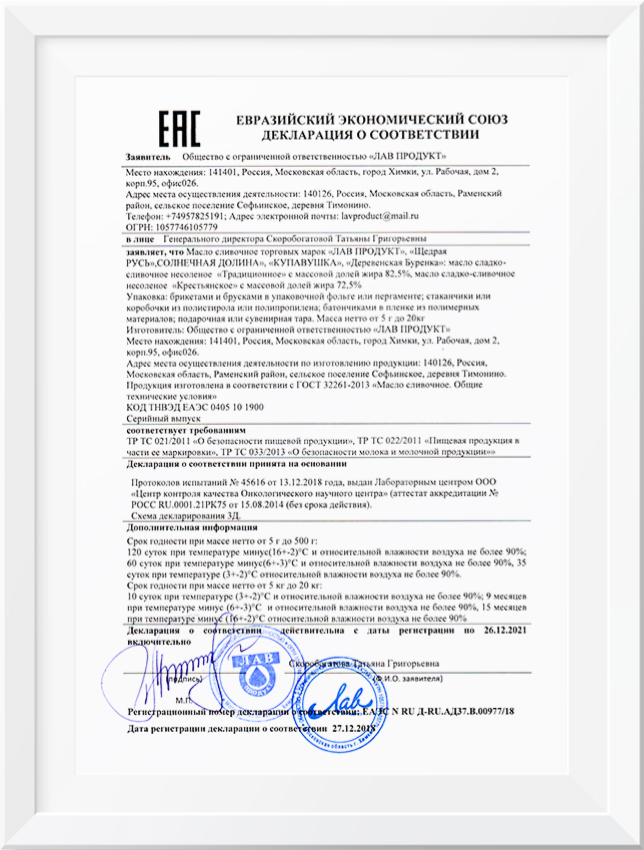 ЕАС
ЕВРАЗИЙСКИЙ ЭКОНОМИЧЕСКИЙ СОЮЗ
ДЕКЛАРАЦИЯ О СООТВЕТСТВИИ
Заявитель Общество с ограниченной ответственностью «ЛАВ ПРОДУКТ»
Место нахождения: 141401, Россия, Московская область, город Химки, ул. Рабочая, дом 2,
корп.95, офис026.
Адрес места осуществления деятельности: 140126, Россия, Московская область, Раменский
район, сельское поселение Софьинское, деревня Тимонино.
Телефон: +74957825191; Адрес электронной почты: lavproduct@mail.ru
ОГРН: 1057746105779
в лице Генерального директора Скоробогатовой Татьяны Григорьевны
заявляет, что Масло сливочное торговых марок «ЛАВ ПРОДУКТ», «Щедрая
РУСЬ»,СОЛНЕЧНАЯ ДОЛИНА», «КУПАВУШКА», «Деревенская Буренка»: масло сладко-
сливочное несоленое «Традиционное» с массовой долей жира 82,5%, масло сладко-сливочное
несоленое «Крестьянское» с массовой долей жира 72,5%
Упаковка: брикетами и брусками в упаковочной фольге или пергаменте; стаканчики или
коробочки из полистирола или полипропилена; батончиками в пленке из полимерных
материалов; подарочная или сувенирная тара. Масса нетто от 5 г до 20кг
Изготовитель: Общество с ограниченной ответственностью «ЛАВ ПРОДУКТ»
Место нахождения: 141401, Россия, Московская область, город Химки, ул. Рабочая, дом 2,
корп.95, офис026.
Адрес места осуществления деятельности по изготовлению продукции: 140126, Россия,
Московская область, Раменский район, сельское поселение Софьинское, деревня Тимонино.
Продукция изготовлена в соответствии с ГОСТ 32261-2013 «Масло сливочное. Общие
технические условия»
КОД ТНВЭД ЕАЭС 0405 10 1900
Серийный выпуск
соответствует требованиям
ТР ТС 021/2011 «О безопасности пищевой продукции», ТР ТС 022/2011 «Пищевая продукция в
части ее маркировки», ТР ТС 033/2013 «О безопасности молока и молочной продукции»»
Декларация о соответствии принята на основании
Протоколов испытаний № 45616 от 13.12.2018 года, выдан Лабораторным центром ООО
«Центр контроля качества Онкологического научного центра» (аттестат аккредитации №
РОСС RU.0001.21РК75 от 15.08.2014 (без срока действия).
Схема декларирования 3Д.
Дополнительная информация
Срок годности при массе нетто от 5 г до 500 г:
120 суток при температуре минус(16+-2)°С и относительной влажности воздуха не более 90%;
60 суток при температуре минус(6+-3)°С и относительной влажности воздуха не более 90%, 35
суток при температуре (3+-2)°С относительной влажности воздуха не более 90%.
Срок годности при массе нетто от 5 кг до 20 кг:
10 суток при температуре (3+-2)°С и относительной влажности воздуха не более 90%; 9 месяцев
при температуре минус (6+-3)°С и относительной влажности воздуха не более 90%, 15 месяцев
при температуре минус (16+-2)°С относительной влажности воздуха не более 90%
Декларация о соответствии действительна с даты регистрации по 26.12.2021
включительно
Скоробогатова Татьяна Григорьевна
(подпись) (Ф.И.О. заявителя)
М.П.
ЛАВ
ПРОДУКТ
Лав
Регистрационный номер декларации о соответствии: ЕАЭС N RU Д-RU.АД37.В.00977/18
Дата регистрации декларации о соответствии 27.12.2018